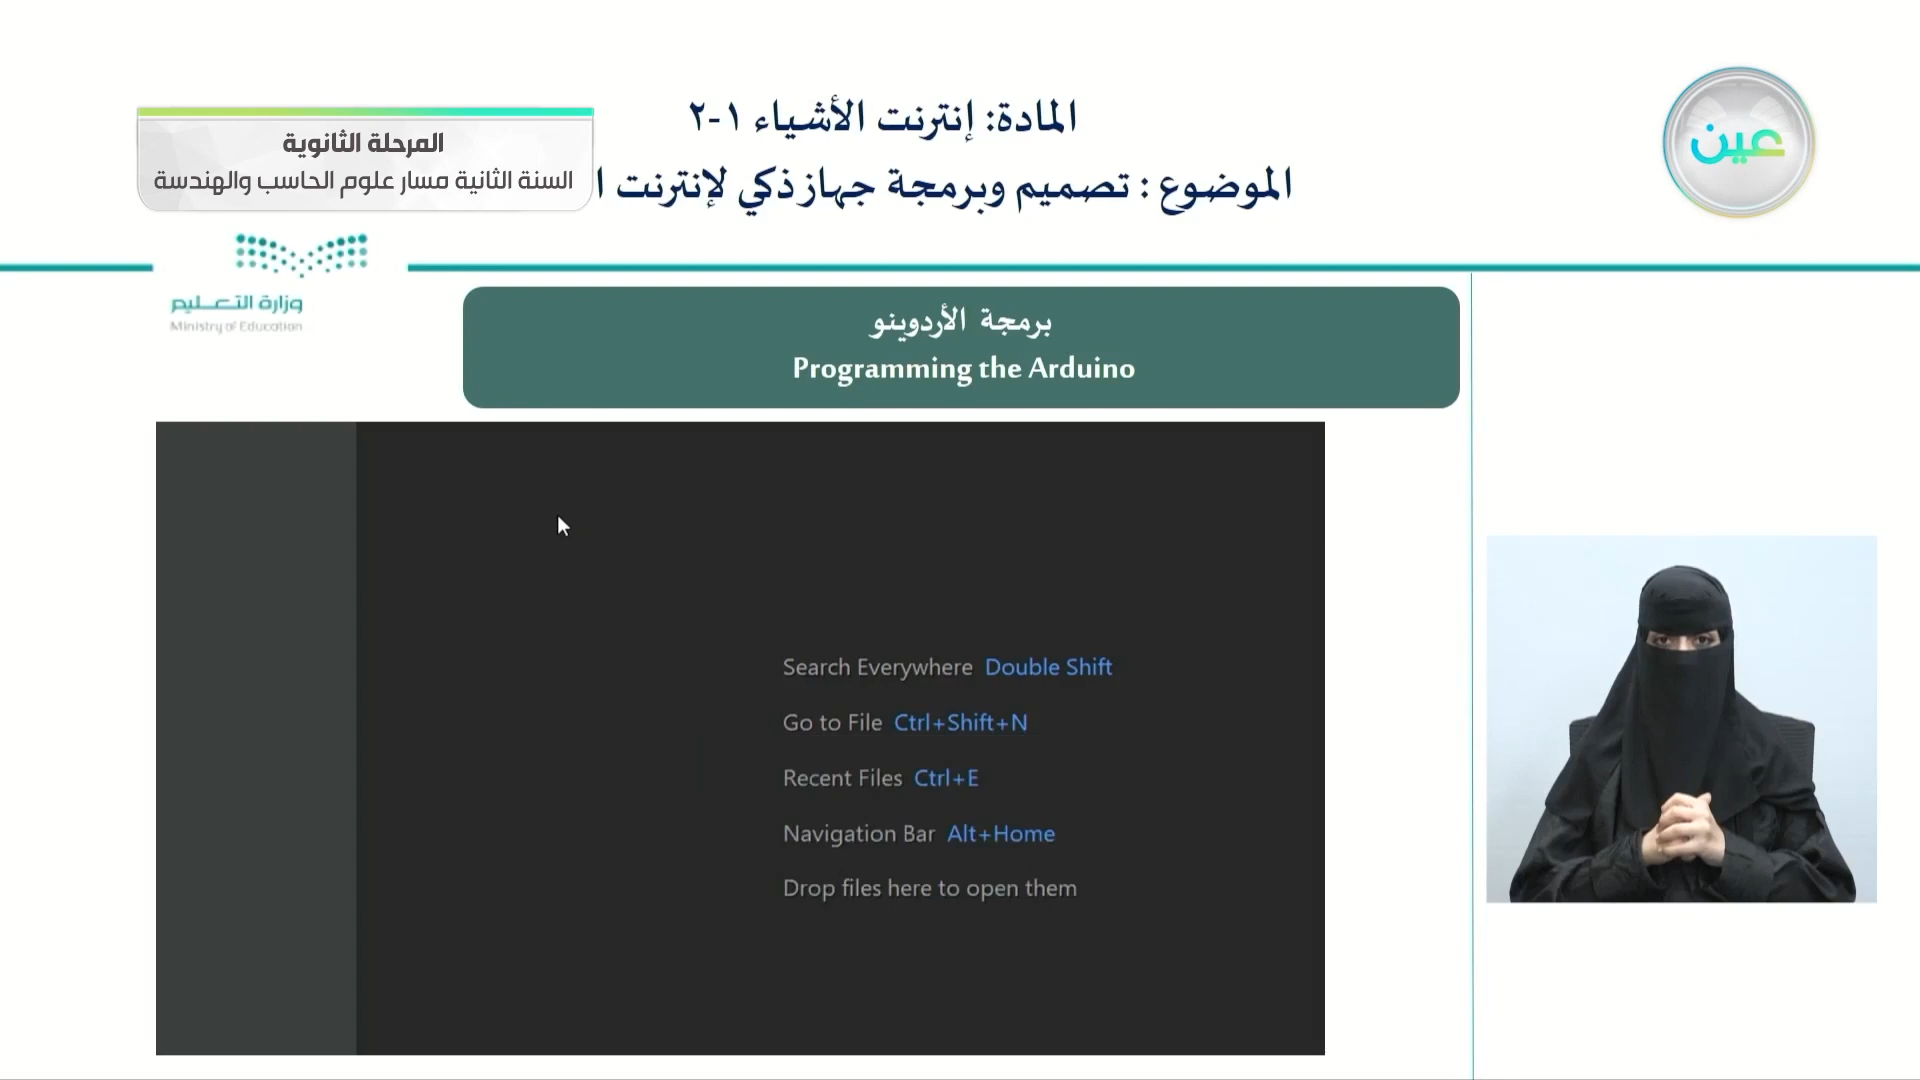 المادة: إنترنت الأشياء ١-٢
الموضوع : تصميم وبرمجة جهاز ذكي لإنترنت ا
المرحلة الثانوية
السنة الثانية مسار علوم الحاسب والهندسة
عين
وزارة التعليم
Ministry of Education
برمجة الأردوينو
Programming the Arduino
Search Everywhere Double Shift
Go to File Ctrl+Shift+N
Recent Files Ctrl+E
Navigation Bar Alt+Home
Drop files here to open them